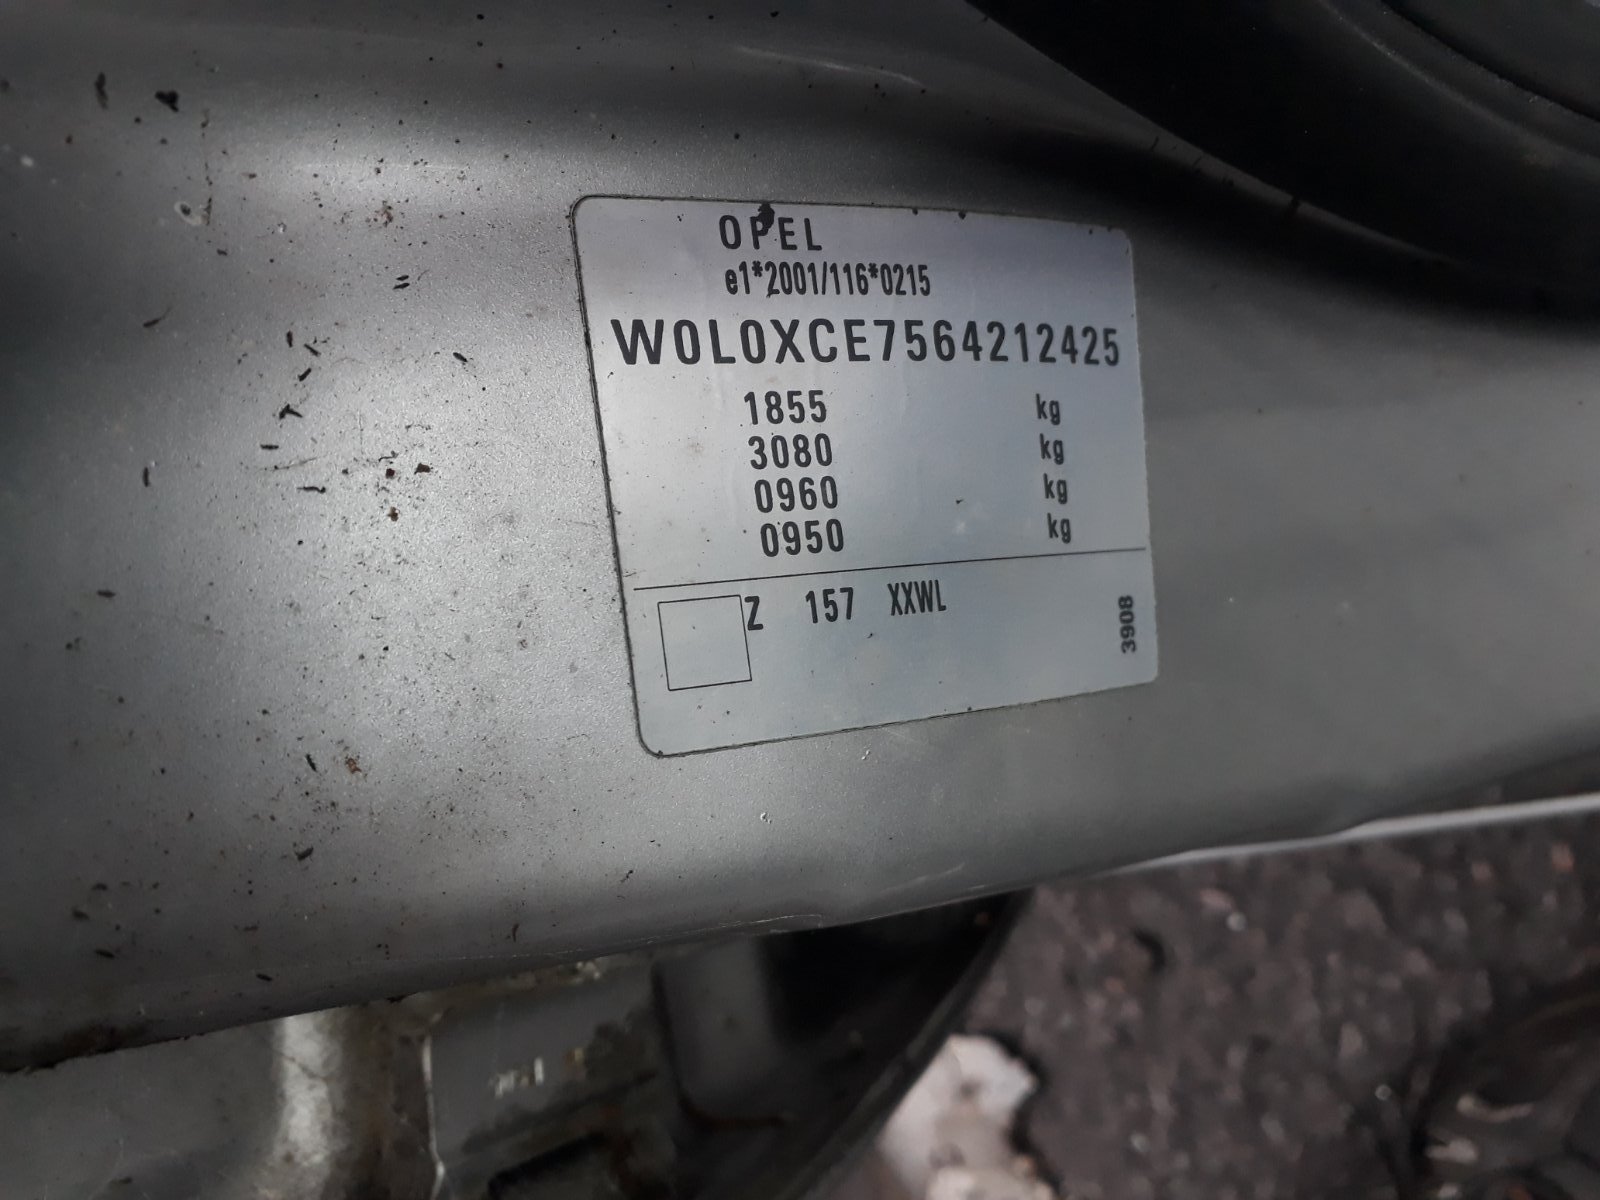 OPEL
e1*2001/116*0215
W0L0XCE7564212425
1855 kg
3080 kg
0960 kg
0950 kg
Z 157 XXWL
3908